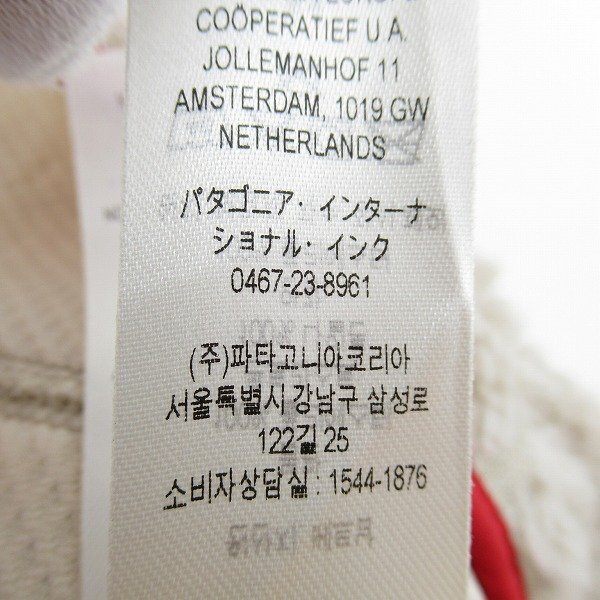 COÖPERATIEF U.A.
JOLLEMANHOF 11
AMSTERDAM, 1019 GW
NETHERLANDS
パタゴニア・インターナ
ショナル・インク
0467-23-8961
(주)파타고니아코리아
서울특별시 강남구 삼성로
122길 25
소비자상담실 : 1544-1876